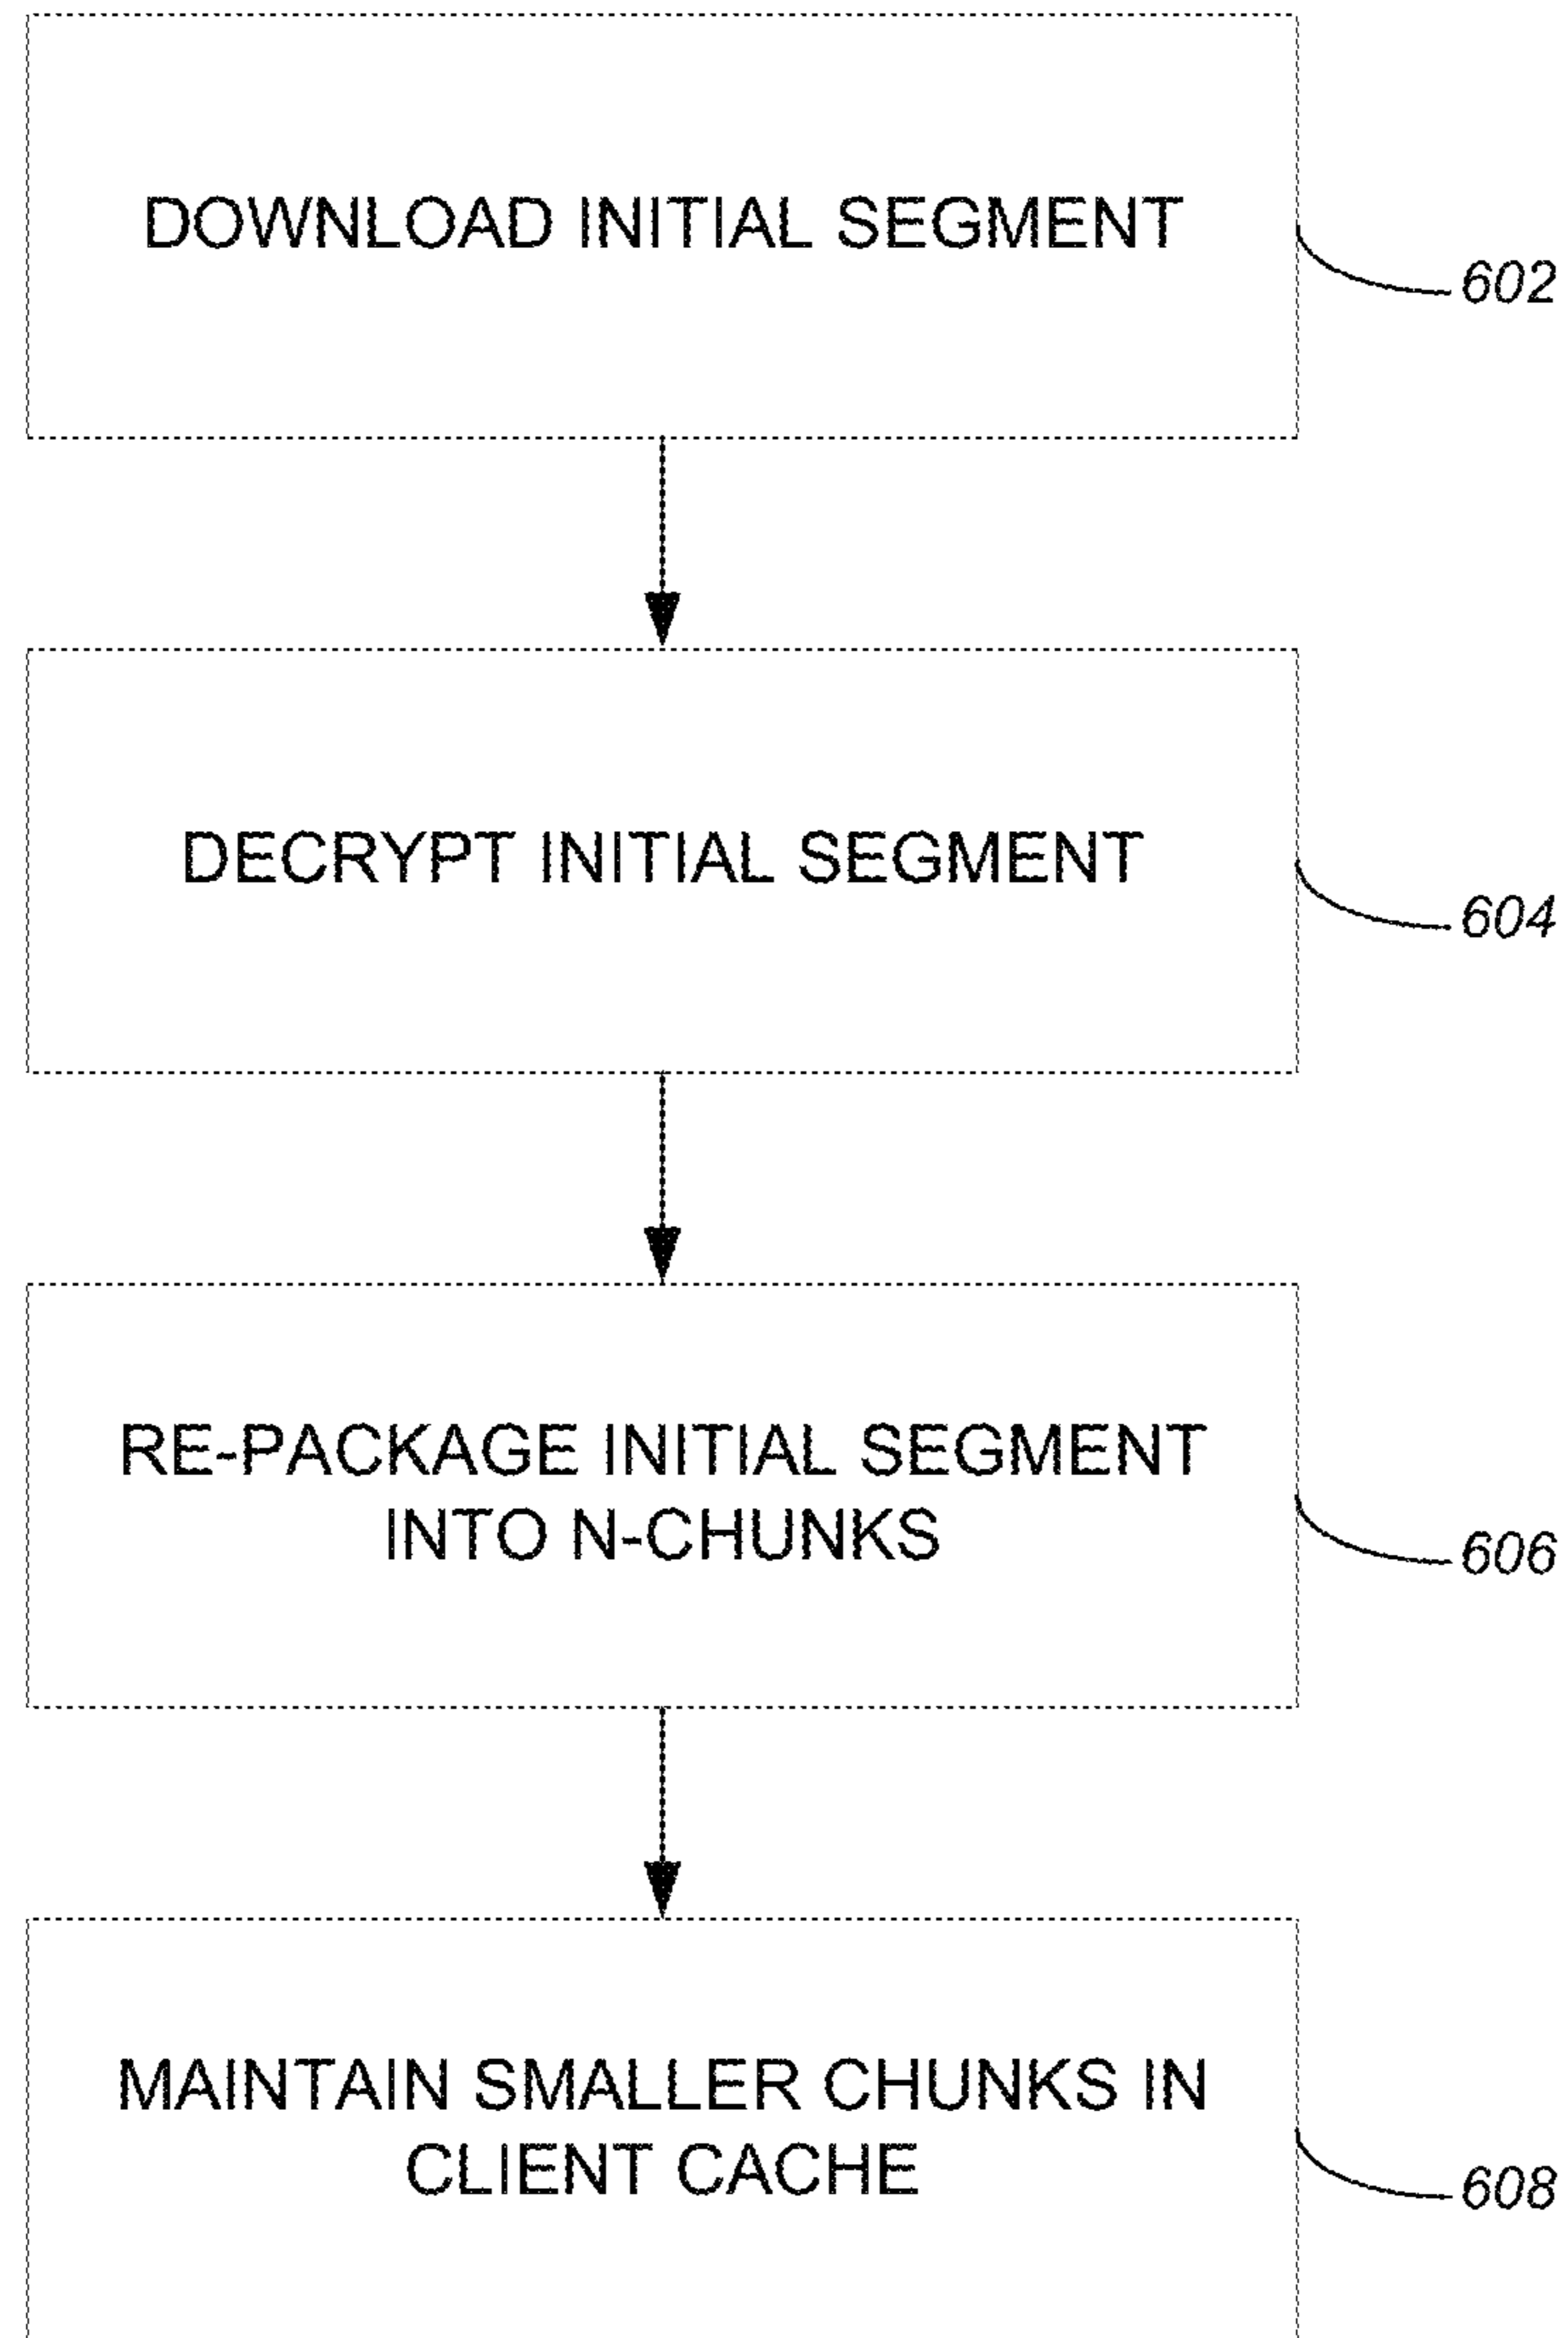 DOWNLOAD INITIAL SEGMENT
602
DECRYPT INITIAL SEGMENT
604
RE-PACKAGE INITIAL SEGMENT
INTO N-CHUNKS
606
MAINTAIN SMALLER CHUNKS IN
CLIENT CACHE
608